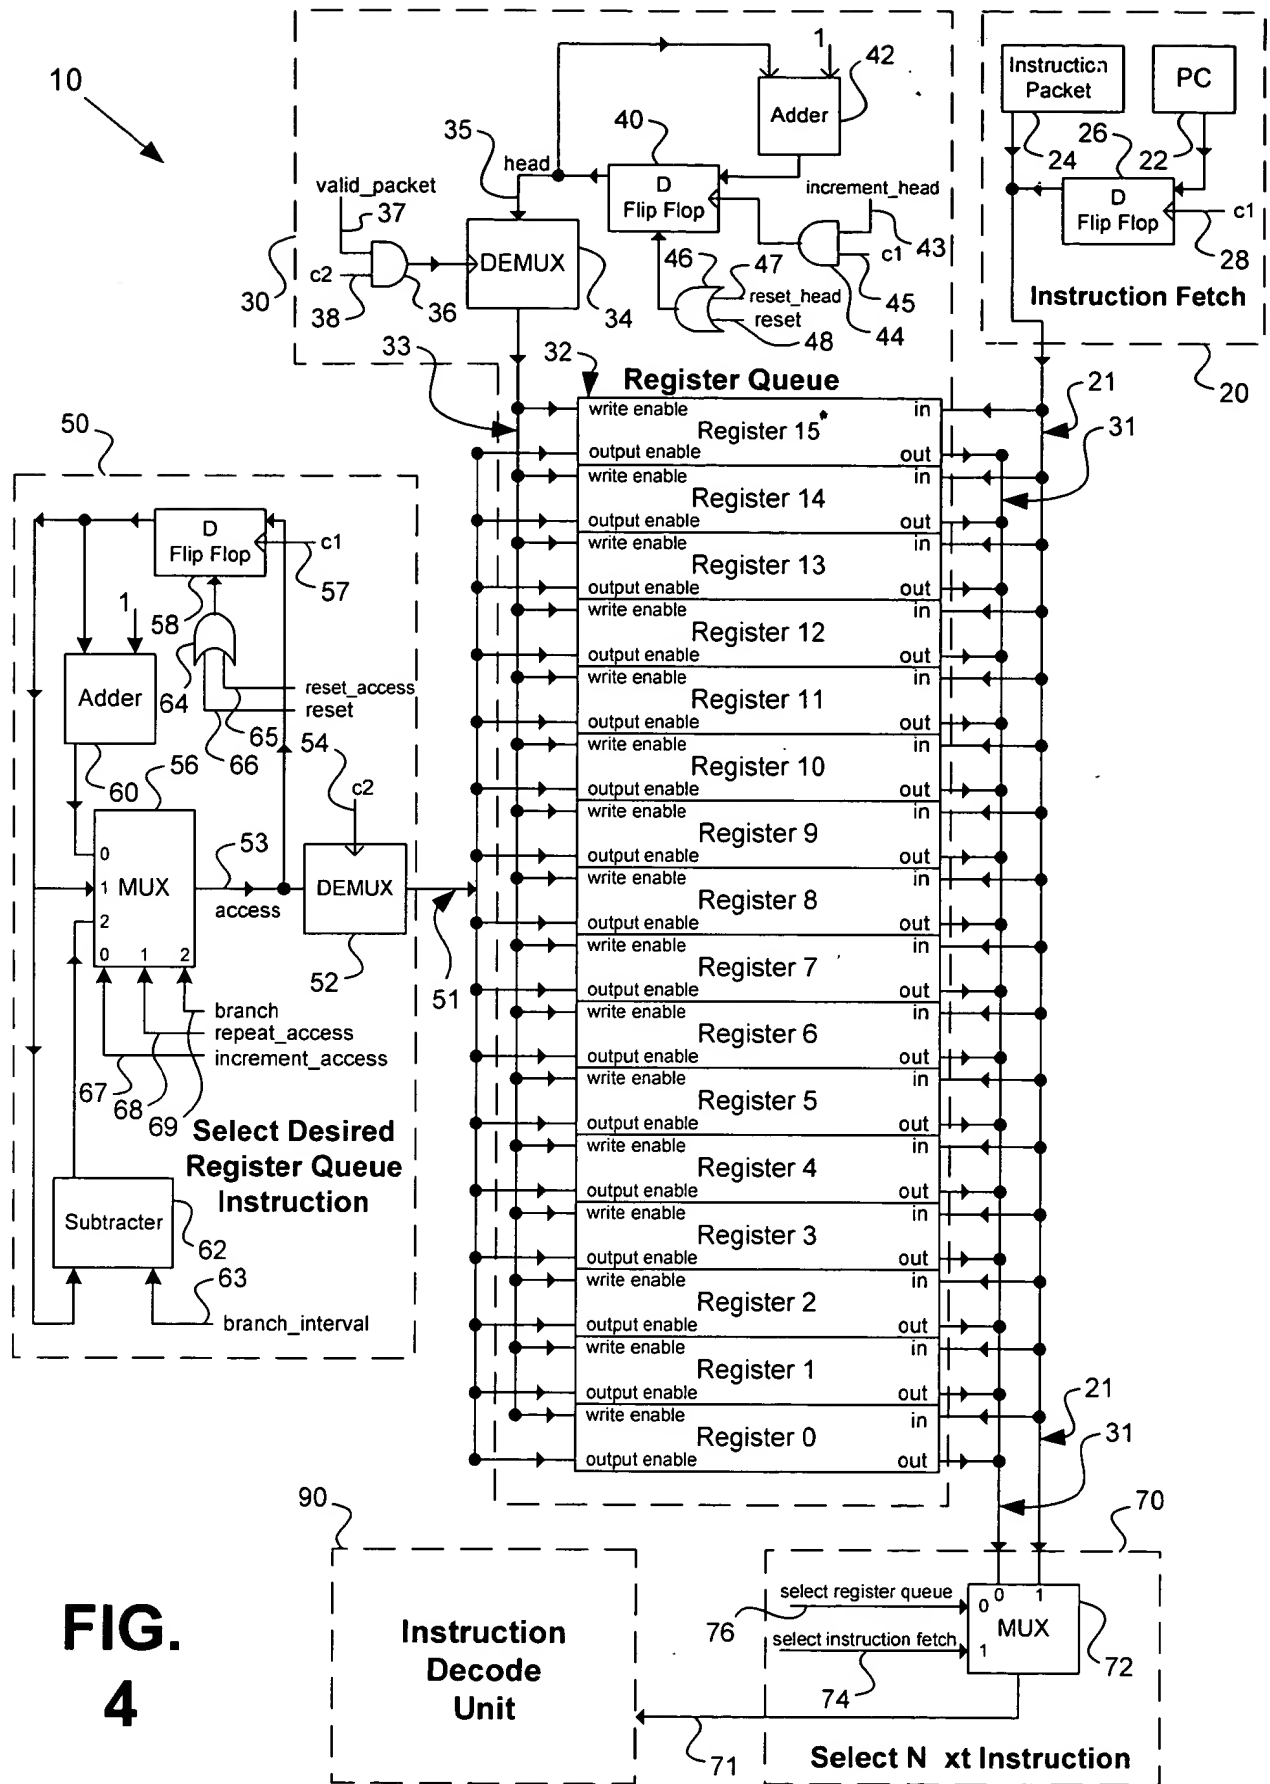 10
1
42
Adder
35
40
head
D
Flip Flop
valid_packet
37
c2
38
36
DEMUX
34
30
33
increment_head
43
c1
45
44
46
47
reset_head
reset
48
Instruction
Packet
PC
24
26
22
D
Flip Flop
c1
28
Instruction Fetch
20
32
Register Queue
21
31
write enable
in
Register 15
output enable
out
write enable
in
Register 14
output enable
out
write enable
in
Register 13
output enable
out
write enable
in
Register 12
output enable
out
write enable
in
Register 11
output enable
out
write enable
in
Register 10
output enable
out
write enable
in
Register 9
output enable
out
write enable
in
Register 8
output enable
out
write enable
in
Register 7
output enable
out
write enable
in
Register 6
output enable
out
write enable
in
Register 5
output enable
out
write enable
in
Register 4
output enable
out
write enable
in
Register 3
output enable
out
write enable
in
Register 2
output enable
out
write enable
in
Register 1
output enable
out
write enable
in
Register 0
output enable
out
21
31
50
D
Flip Flop
c1
57
58
1
Adder
64
reset_access
reset
65
66
54
60
56
c2
0
1
2
MUX
0 1 2
53
access
DEMUX
52
51
branch
repeat_access
increment_access
67
68
69
Select Desired
Register Queue
Instruction
Subtracter
62
63
branch_interval
90
Instruction
Decode
Unit
70
select register queue
76
select instruction fetch
74
0 1
0
1
MUX
72
71
Select N xt Instruction
FIG.
4